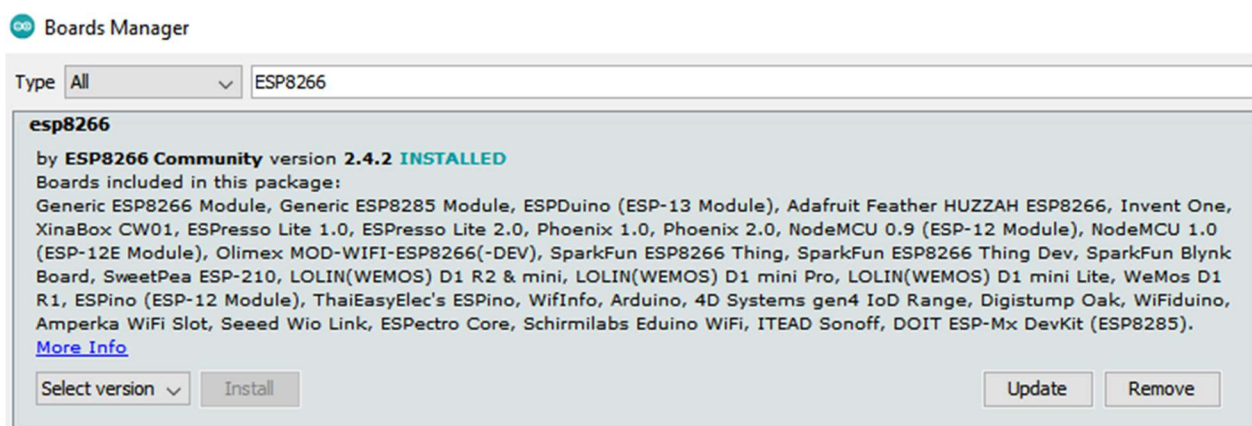 Boards Manager
Type All ESP8266
esp8266
by ESP8266 Community version 2.4.2 INSTALLED
Boards included in this package:
Generic ESP8266 Module, Generic ESP8285 Module, ESPDuino (ESP-13 Module), Adafruit Feather HUZZAH ESP8266, Invent One,
XinaBox CW01, ESPresso Lite 1.0, ESPresso Lite 2.0, Phoenix 1.0, Phoenix 2.0, NodeMCU 0.9 (ESP-12 Module), NodeMCU 1.0
(ESP-12E Module), Olimex MOD-WIFI-ESP8266(-DEV), SparkFun ESP8266 Thing, SparkFun ESP8266 Thing Dev, SparkFun Blynk
Board, SweetPea ESP-210, LOLIN(WEMOS) D1 R2 & mini, LOLIN(WEMOS) D1 mini Pro, LOLIN(WEMOS) D1 mini Lite, WeMos D1
R1, ESPino (ESP-12 Module), ThaiEasyElec's ESPino, WifInfo, Arduino, 4D Systems gen4 IoD Range, Digistump Oak, WiFiduino,
Amperka WiFi Slot, Seeed Wio Link, ESPectro Core, Schirmilabs Eduino WiFi, ITEAD Sonoff, DOIT ESP-Mx DevKit (ESP8285).
More Info
Select version Install Update Remove